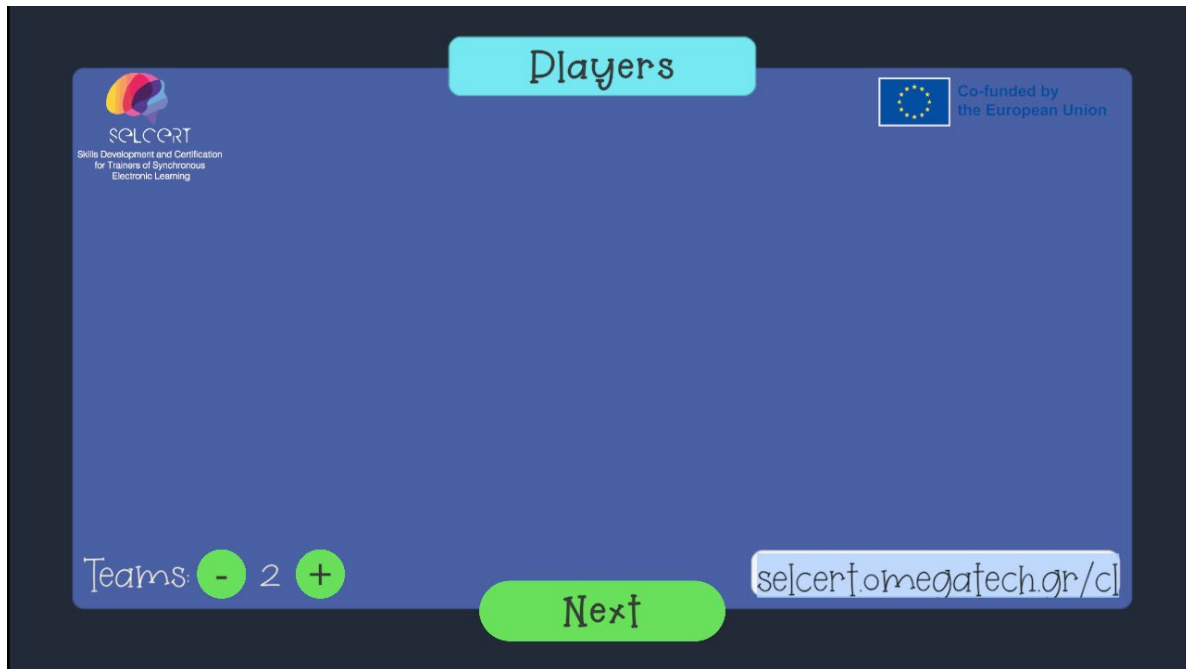 Players
SELCERT
Skills Development and Certification
for Trainers of Synchronous
Electronic Learning
Co-funded by
the European Union
Teams: - 2 +
selcert.omegatech.gr/cl
Next